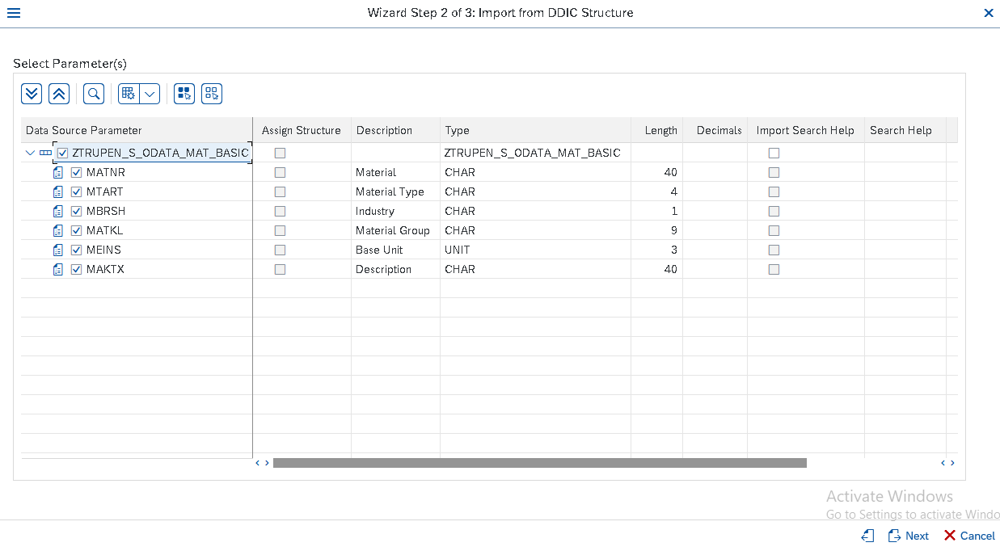 Wizard Step 2 of 3: Import from DDIC Structure
Select Parameter(s)
Data Source Parameter Assign Structure Description Type Length Decimals Import Search Help Search Help
ZTRUPEN_S_ODATA_MAT_BASIC ZTRUPEN_S_ODATA_MAT_BASIC
MATNR Material CHAR 40
MTART Material Type CHAR 4
MBRSH Industry CHAR 1
MATKL Material Group CHAR 9
MEINS Base Unit UNIT 3
MAKTX Description CHAR 40
Activate Windows
Go to Settings to activate Windo
Next Cancel